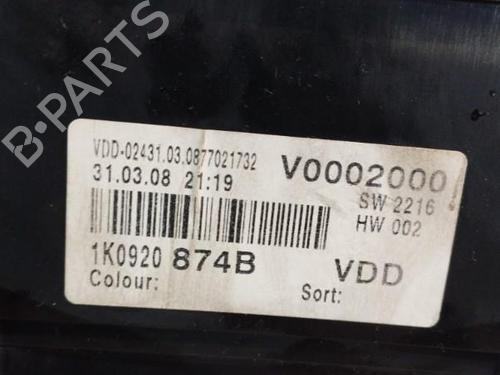 B-PARTS
VDD-02431.03.0877021732
V0002000
31.03.08 21:19
SW 2216
HW 002
1K0920 874B
VDD
Colour:
Sort: